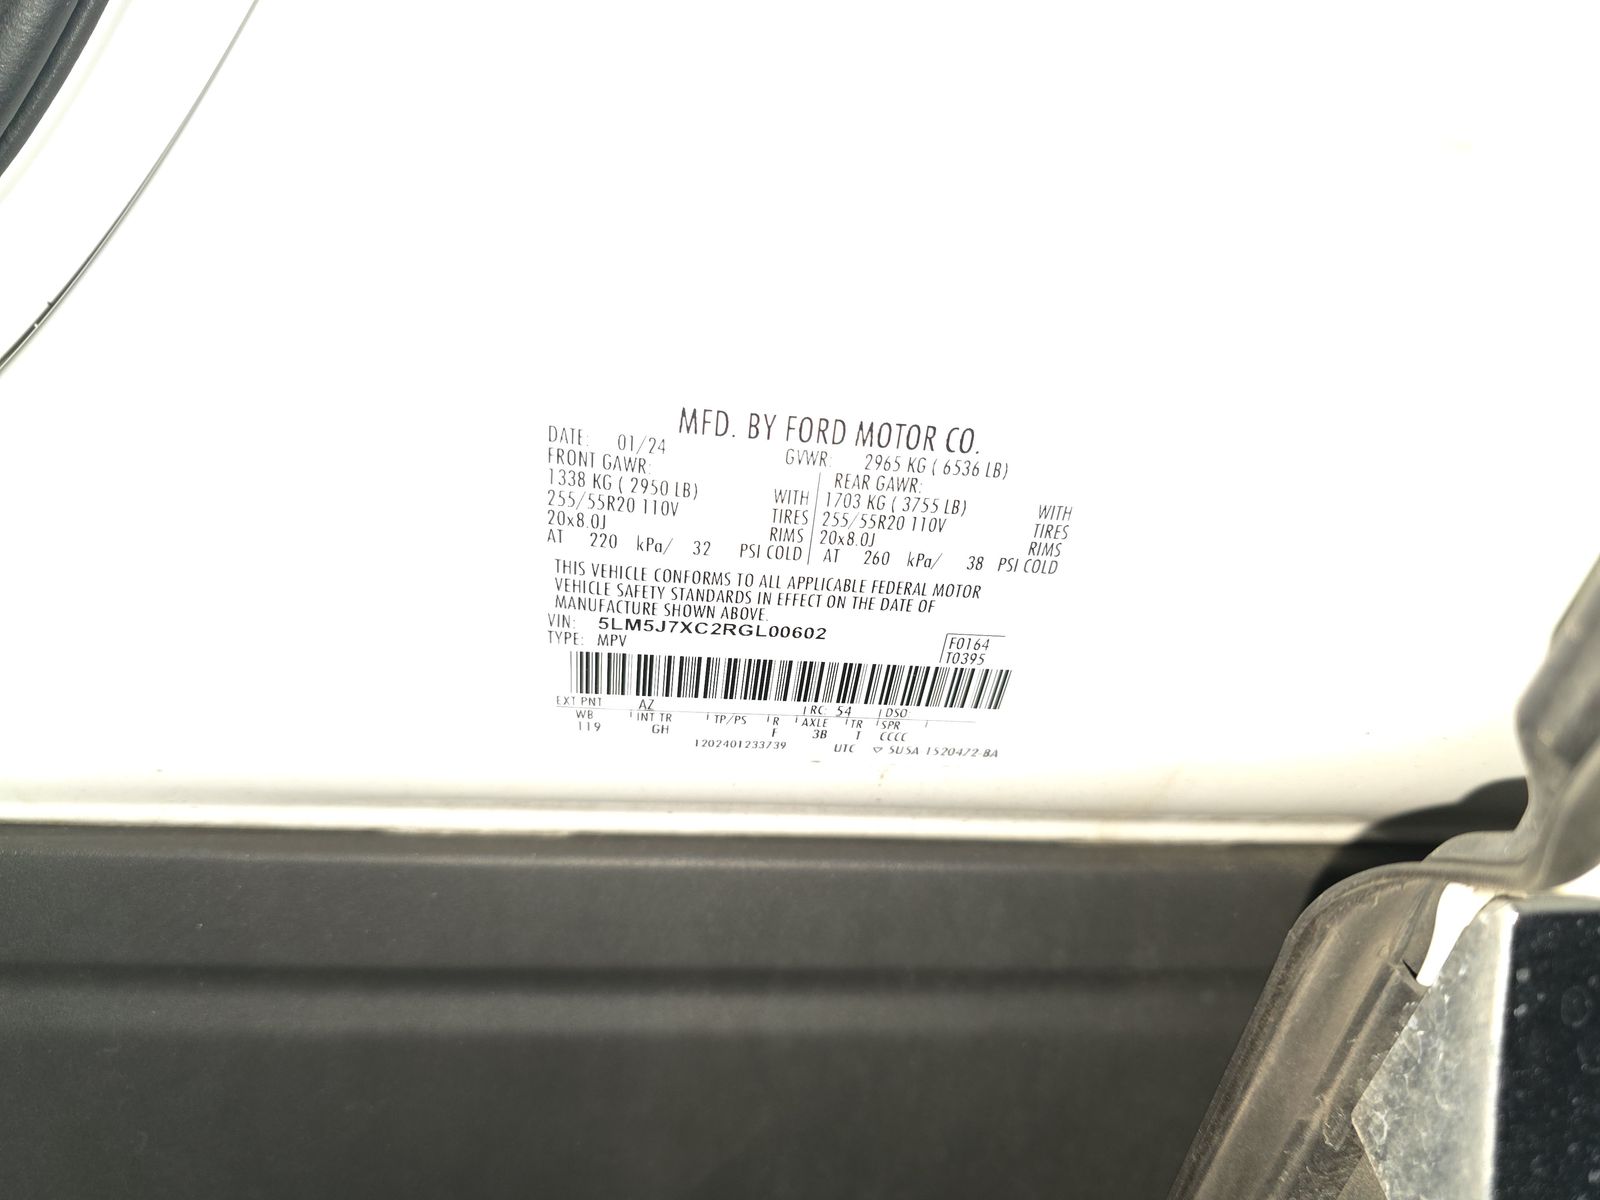 MFD. BY FORD MOTOR CO.
DATE: 01/24 GVWR: 2965 KG ( 6536 LB)
FRONT GAWR: REAR GAWR:
1338 KG ( 2950 LB) WITH 1703 KG ( 3755 LB) WITH
255/55R20 110V TIRES 255/55R20 110V TIRES
20x8.0J RIMS 20x8.0J RIMS
AT 220 kPa/ 32 PSI COLD AT 260 kPa/ 38 PSI COLD
THIS VEHICLE CONFORMS TO ALL APPLICABLE FEDERAL MOTOR
VEHICLE SAFETY STANDARDS IN EFFECT ON THE DATE OF
MANUFACTURE SHOWN ABOVE.
VIN: 5LM5J7XC2RGL00602
TYPE: MPV F0164
T0395
EXT PNT AZ RC: 54 DSO
WB INT TR TP/PS R AXLE TR SPR
119 GH F 3B T CCCC
1202401233739 UTC ▽ 5U5A 1520472 BA